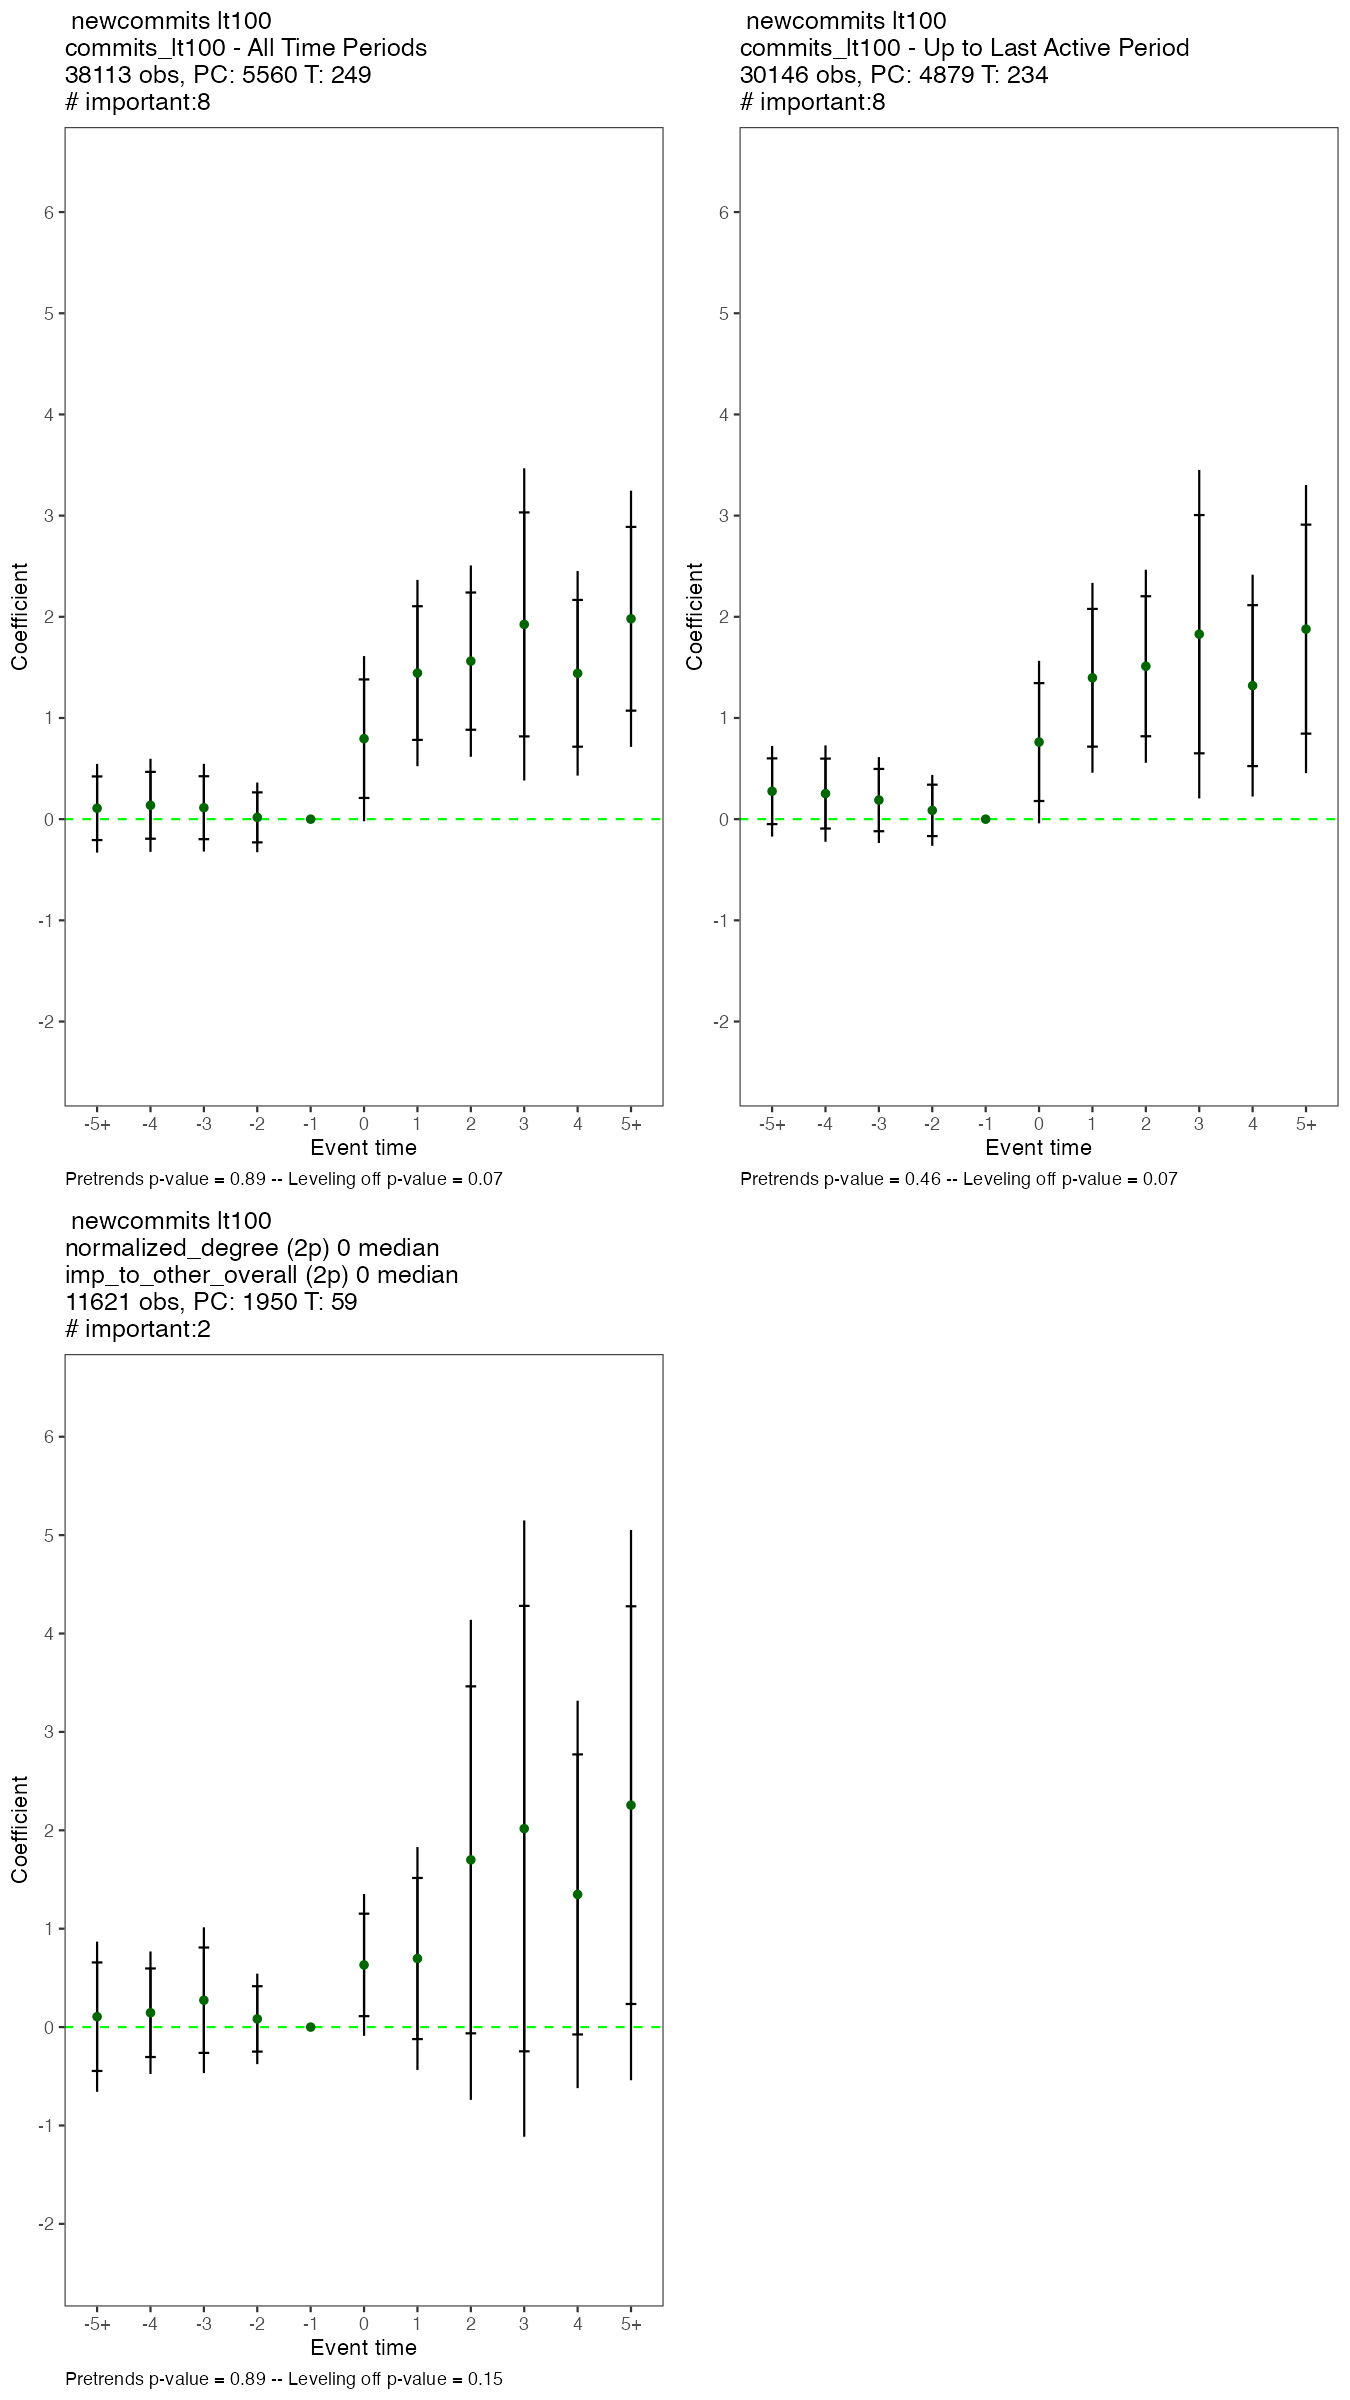 newcommits lt100
commits_lt100 - All Time Periods
38113 obs, PC: 5560 T: 249
# important:8
6
5
4
3
2
1
0
-1
-2
Coefficient
-5+ -4 -3 -2 -1 0 1 2 3 4 5+
Event time
Pretrends p-value = 0.89 -- Leveling off p-value = 0.07
newcommits lt100
commits_lt100 - Up to Last Active Period
30146 obs, PC: 4879 T: 234
# important:8
6
5
4
3
2
1
0
-1
-2
Coefficient
-5+ -4 -3 -2 -1 0 1 2 3 4 5+
Event time
Pretrends p-value = 0.46 -- Leveling off p-value = 0.07
newcommits lt100
normalized_degree (2p) 0 median
imp_to_other_overall (2p) 0 median
11621 obs, PC: 1950 T: 59
# important:2
6
5
4
3
2
1
0
-1
-2
Coefficient
-5+ -4 -3 -2 -1 0 1 2 3 4 5+
Event time
Pretrends p-value = 0.89 -- Leveling off p-value = 0.15